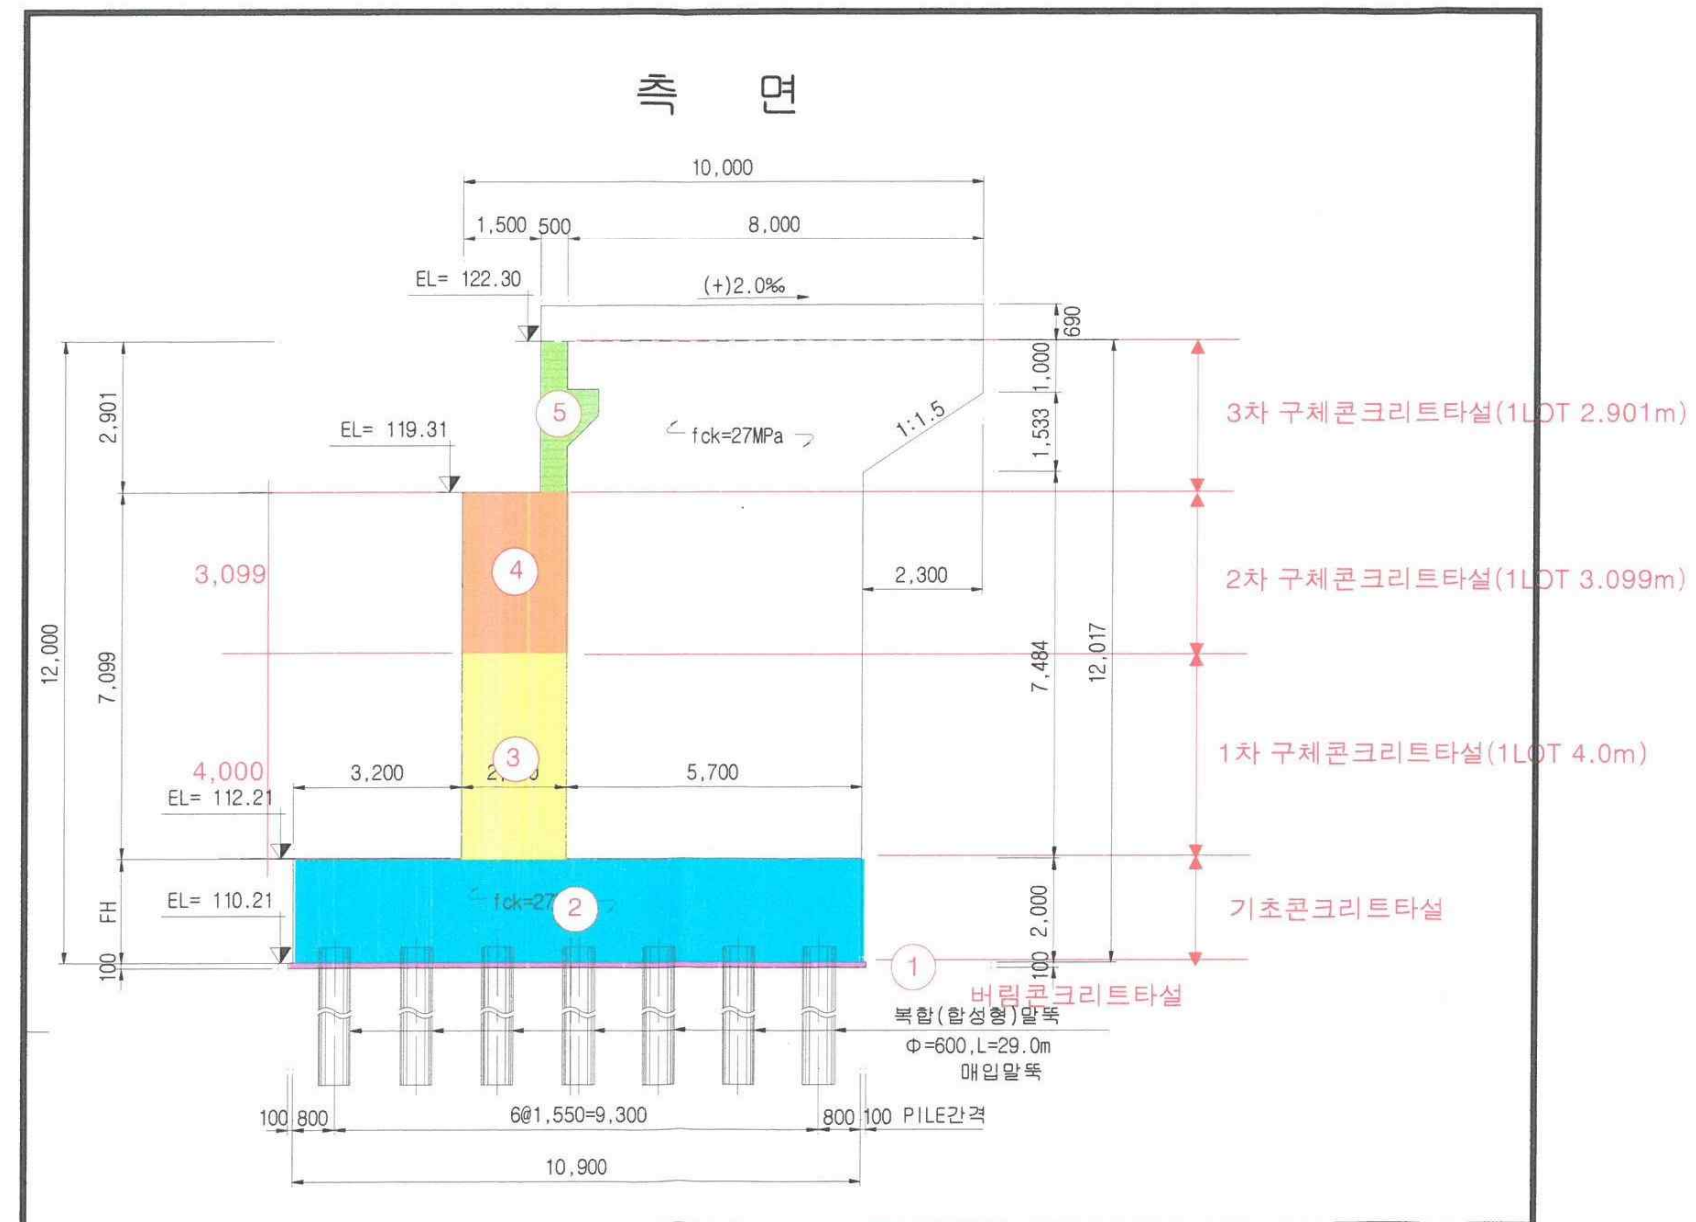 측 면
10,000
1,500 500 8,000
EL= 122.30
(+)2.0‰
690
1,000
2,901
⑤
3차 구체콘크리트타설(1LOT 2.901m)
EL= 119.31
fck=27MPa
1:1.5
1,533
④
3,099
2,300
2차 구체콘크리트타설(1LOT 3.099m)
12,000
7,099
7,484
12,017
③
1차 구체콘크리트타설(1LOT 4.0m)
4,000
3,200 5,700
EL= 112.21
EL= 110.21
FH
fck=27
②
2,000
기초콘크리트타설
100
①
100
버림콘크리트타설
복합(합성형)말뚝
Φ=600,L=29.0m
매입말뚝
100 800 6@1,550=9,300 800 100 PILE간격
10,900